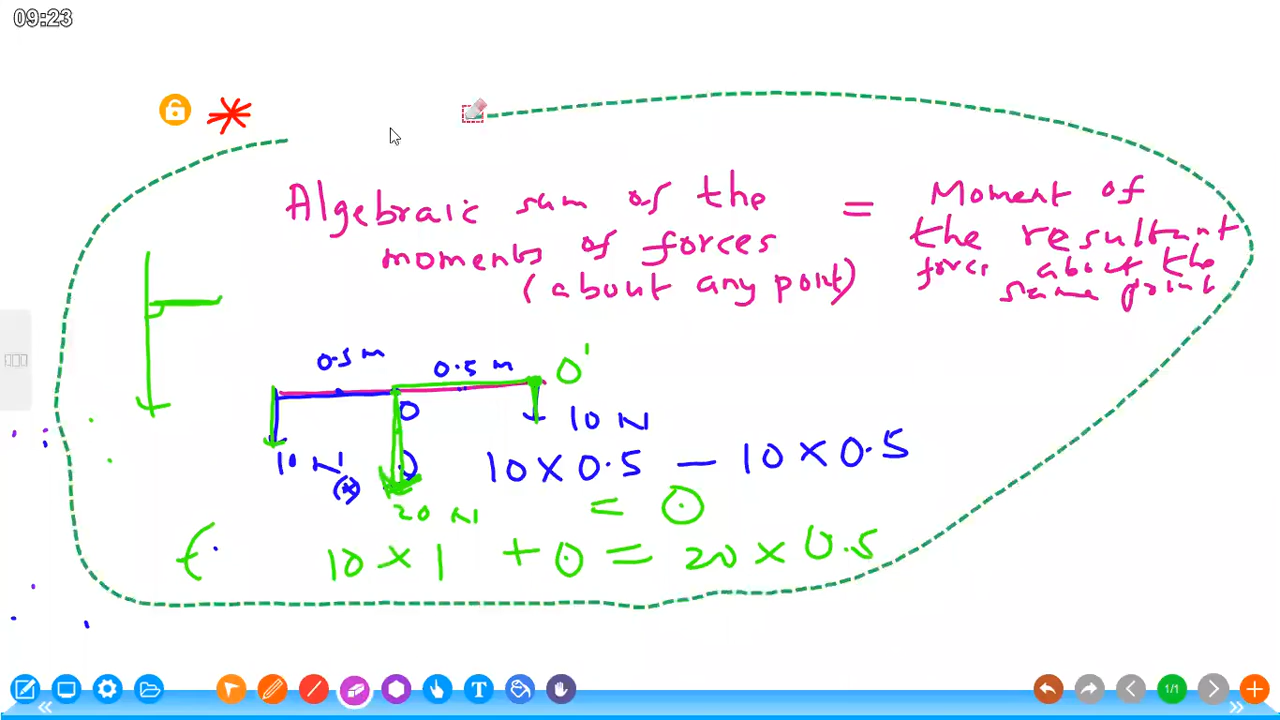 09:23
Algebraic sum of the = Moment of
moments of forces the resultant
(about any point) force about the
same point
0.5 m 0.5 m O'
O
10 N
10 N 10 × 0.5 – 10 × 0.5
20 N = 0
10 × 1 + 0 = 20 × 0.5
T 1/1